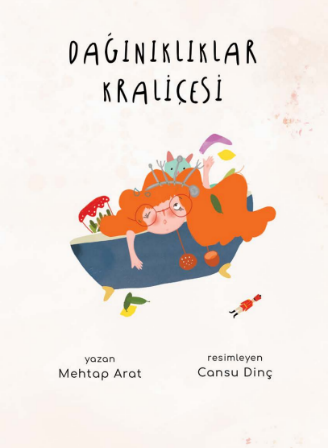 DAĞINIKLIKLAR
KRALİÇESİ
yazan
Mehtap Arat
resimleyen
Cansu Dinç